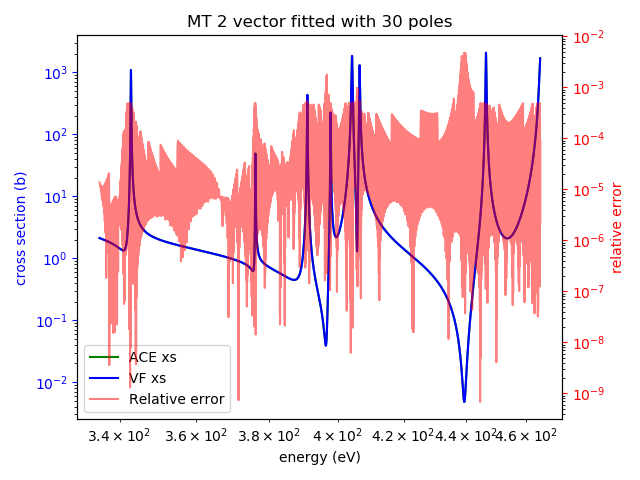 MT 2 vector fitted with 30 poles
cross section (b)
10³
10²
10¹
10⁰
10⁻¹
10⁻²
10⁻²
10⁻³
10⁻⁴
10⁻⁵
10⁻⁶
10⁻⁷
10⁻⁸
10⁻⁹
relative error
ACE xs
VF xs
Relative error
3.4 × 10² 3.6 × 10² 3.8 × 10² 4 × 10² 4.2 × 10² 4.4 × 10² 4.6 × 10²
energy (eV)